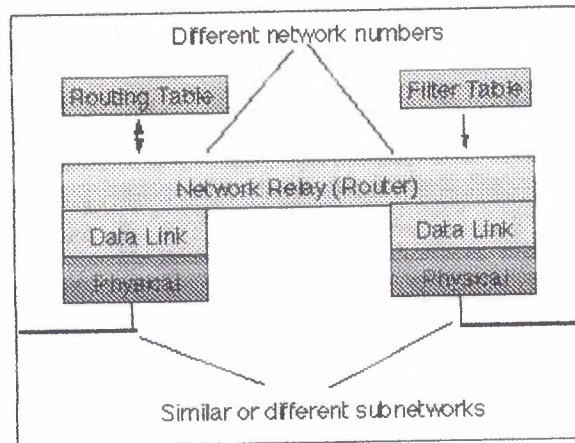 Different network numbers
Routing Table
Filter Table
Network Relay (Router)
Data Link
Data Link
Physical
Physical
Similar or different subnetworks